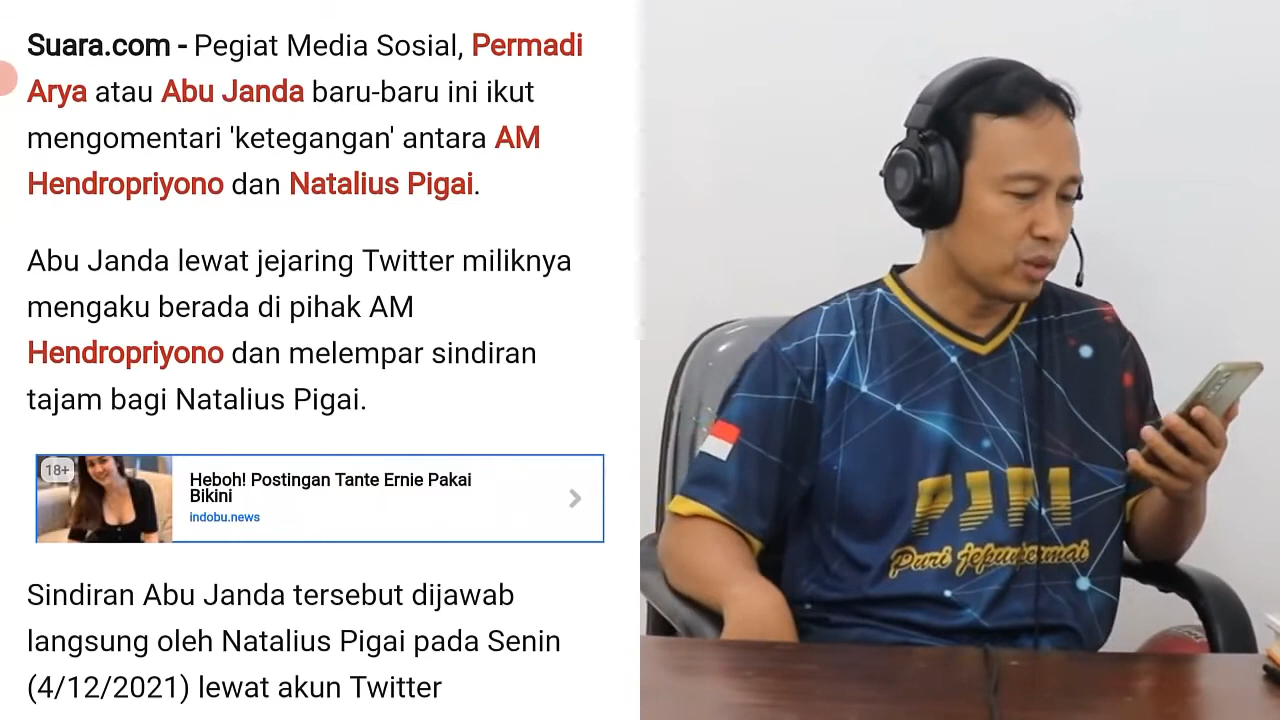 Suara.com - Pegiat Media Sosial, Permadi
Arya atau Abu Janda baru-baru ini ikut
mengomentari 'ketegangan' antara AM
Hendropriyono dan Natalius Pigai.
Abu Janda lewat jejaring Twitter miliknya
mengaku berada di pihak AM
Hendropriyono dan melempar sindiran
tajam bagi Natalius Pigai.
18+
Heboh! Postingan Tante Ernie Pakai
Bikini
indobu.news
Sindiran Abu Janda tersebut dijawab
langsung oleh Natalius Pigai pada Senin
(4/12/2021) lewat akun Twitter
Puri